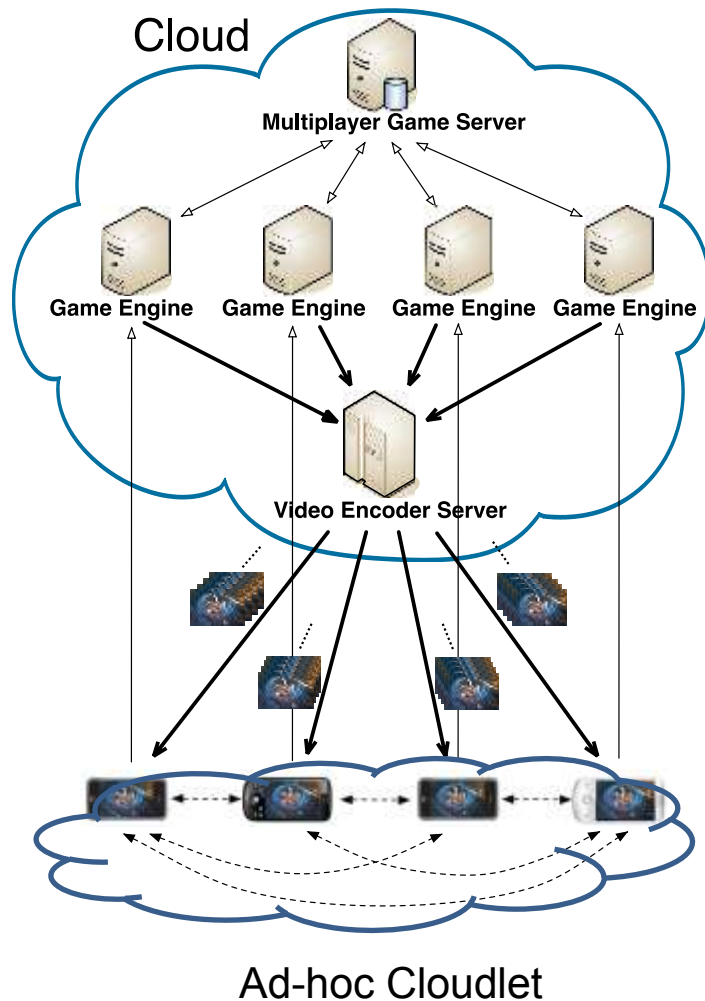 Cloud
Multiplayer Game Server
Game Engine Game Engine Game Engine Game Engine
Video Encoder Server
Ad-hoc Cloudlet